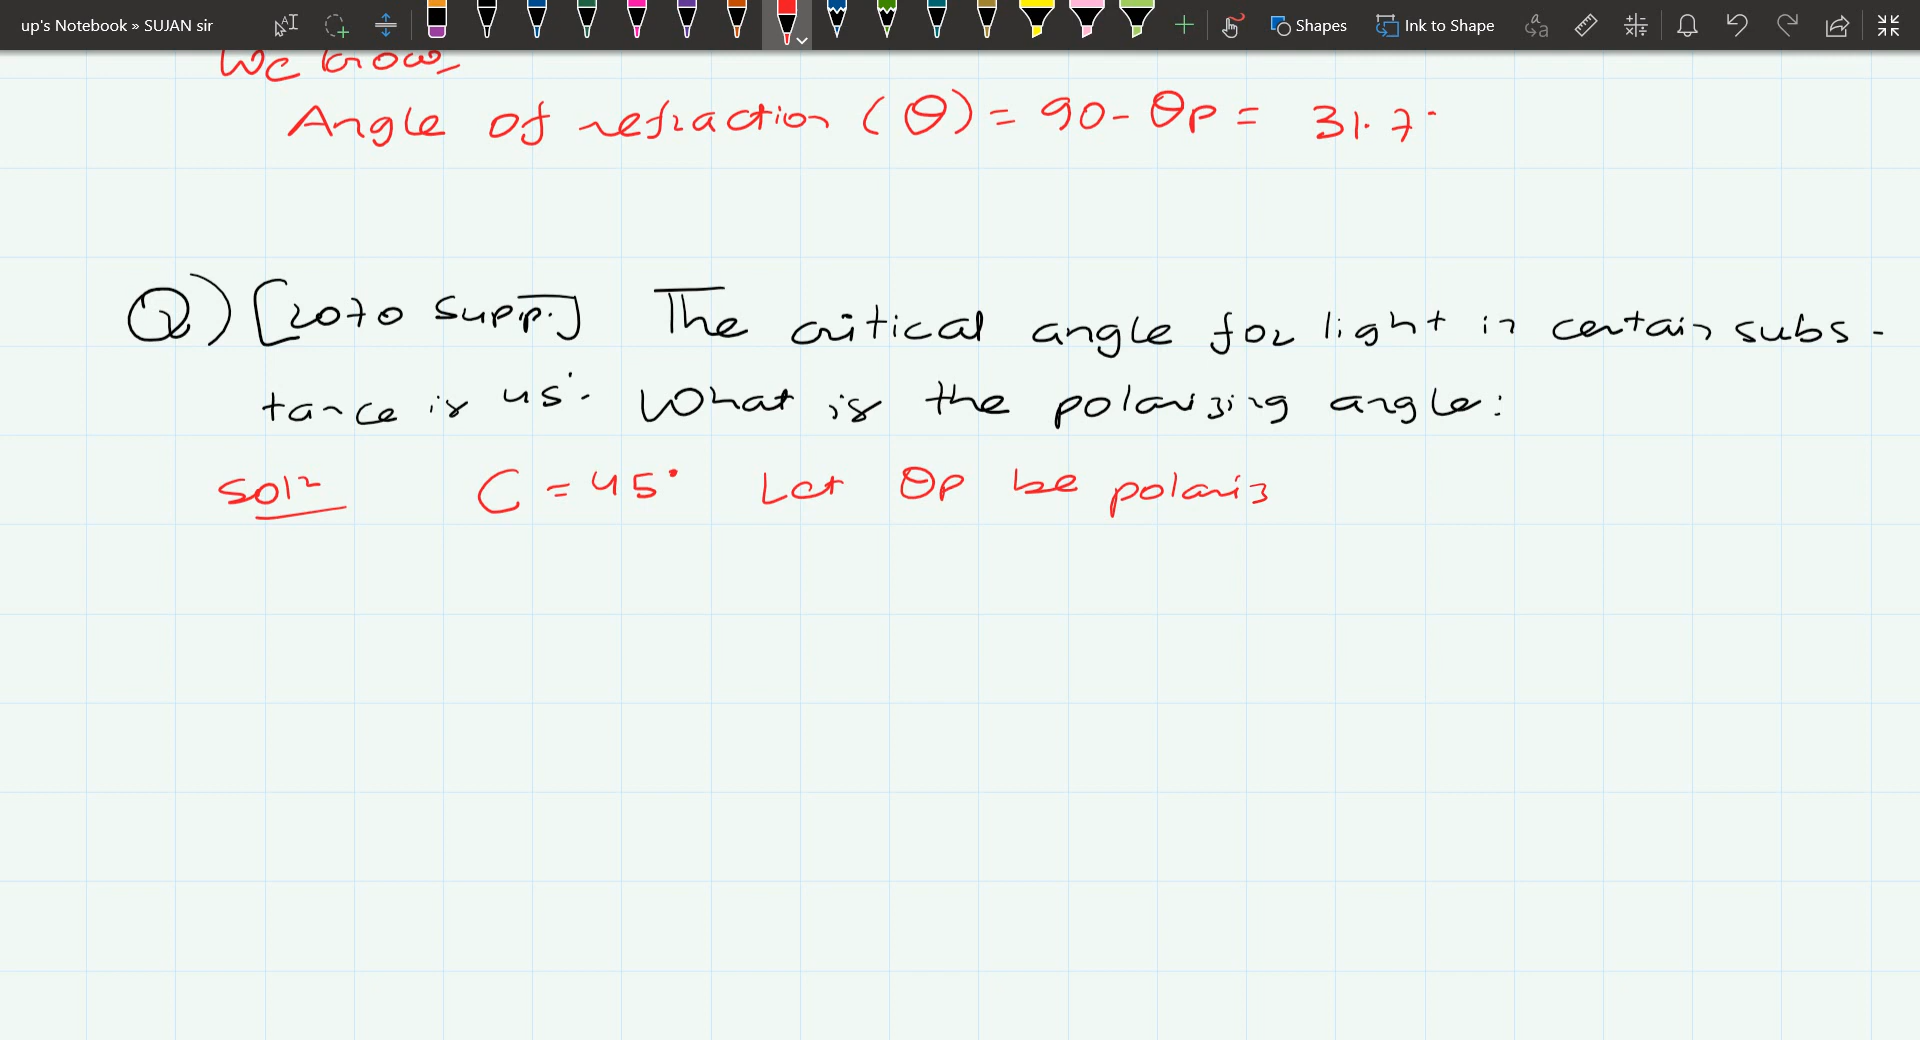 up's Notebook » SUJAN sir
Shapes
Ink to Shape
We know
Angle of refraction (θ) = 90 - θp = 31.7°
Q) [2070 supp.] The critical angle for light in certain subs -
tance is 45°. What is the polarizing angle:
Soln C = 45° Let θp be polariz